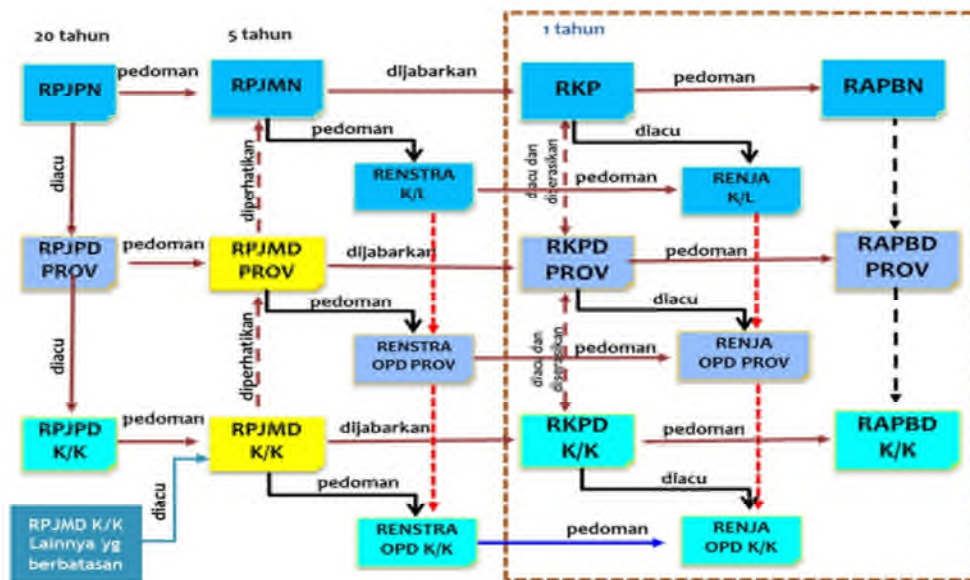 20 tahun
5 tahun
1 tahun
RPJPN
pedoman
RPJMN
dijabarkan
RKP
pedoman
RAPBN
pedoman
diacu
diacu
diperhatikan
RENSTRA
K/L
pedoman
diacu dan
diserasikan
RENJA
K/L
RPJPD
PROV
pedoman
RPJMD
PROV
dijabarkan
RKPD
PROV
pedoman
RAPBD
PROV
pedoman
diacu
diacu
diperhatikan
RENSTRA
OPD PROV
pedoman
diacu dan
diserasikan
RENJA
OPD PROV
RPJPD
K/K
pedoman
RPJMD
K/K
dijabarkan
RKPD
K/K
pedoman
RAPBD
K/K
pedoman
diacu
diacu
RPJMD K/K
Lainnya yg
berbatasan
RENSTRA
OPD K/K
pedoman
RENJA
OPD K/K